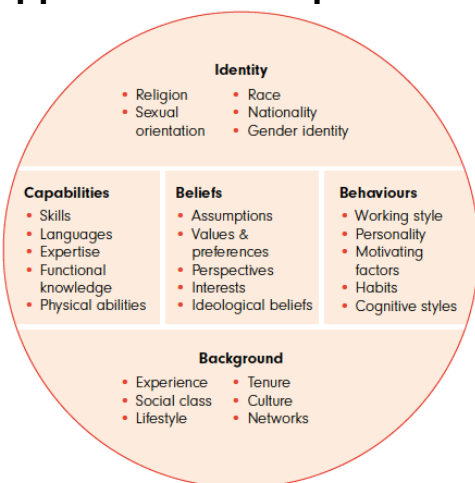 Identity
• Religion
• Sexual
orientation
• Race
• Nationality
• Gender identity
Capabilities
• Skills
• Languages
• Expertise
• Functional
knowledge
• Physical abilities
Beliefs
• Assumptions
• Values &
preferences
• Perspectives
• Interests
• Ideological beliefs
Behaviours
• Working style
• Personality
• Motivating
factors
• Habits
• Cognitive styles
Background
• Experience
• Social class
• Lifestyle
• Tenure
• Culture
• Networks